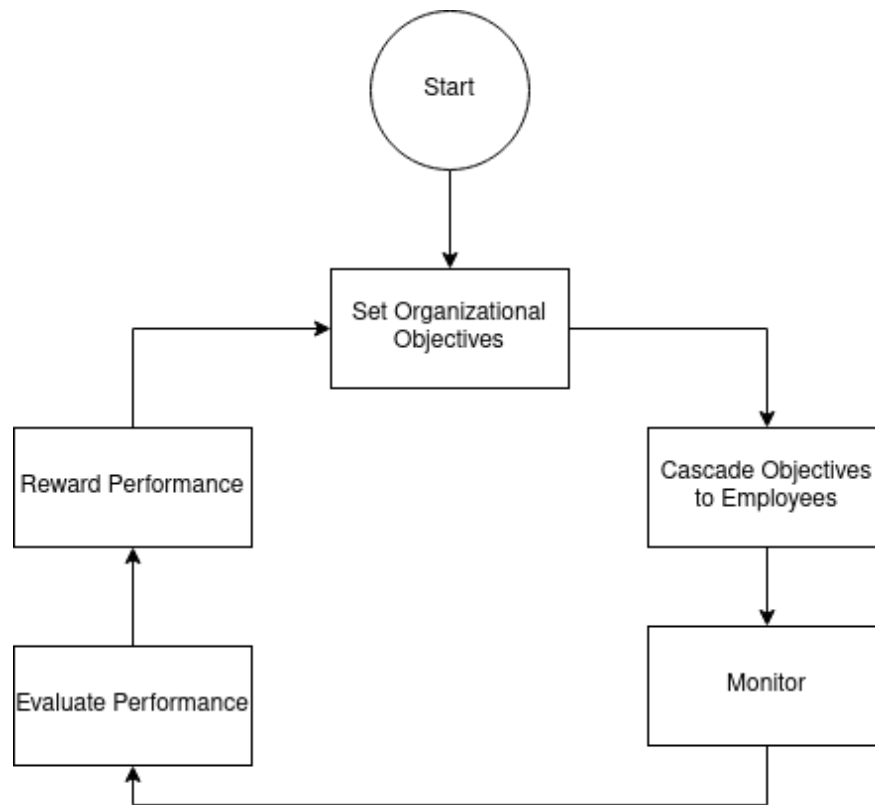 Start
Set Organizational
Objectives
Cascade Objectives
to Employees
Monitor
Evaluate Performance
Reward Performance